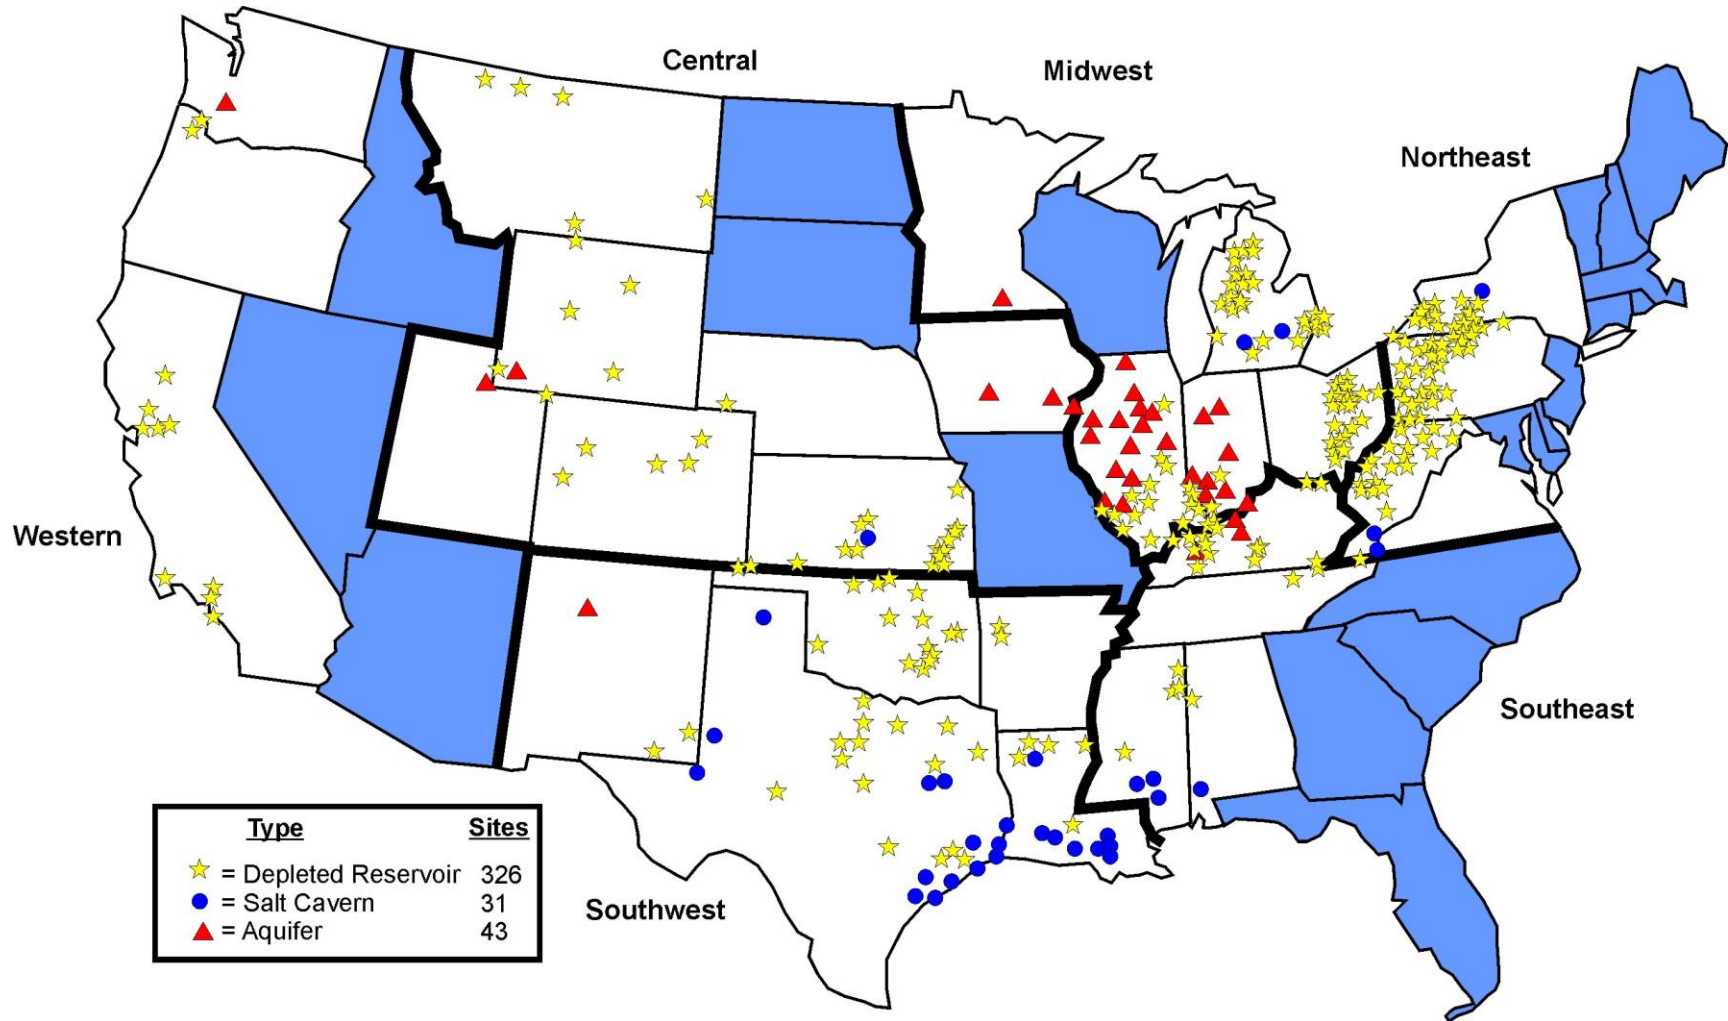 Central
Midwest
Northeast
Western
Southeast
Southwest
Type Sites
= Depleted Reservoir 326
= Salt Cavern 31
= Aquifer 43